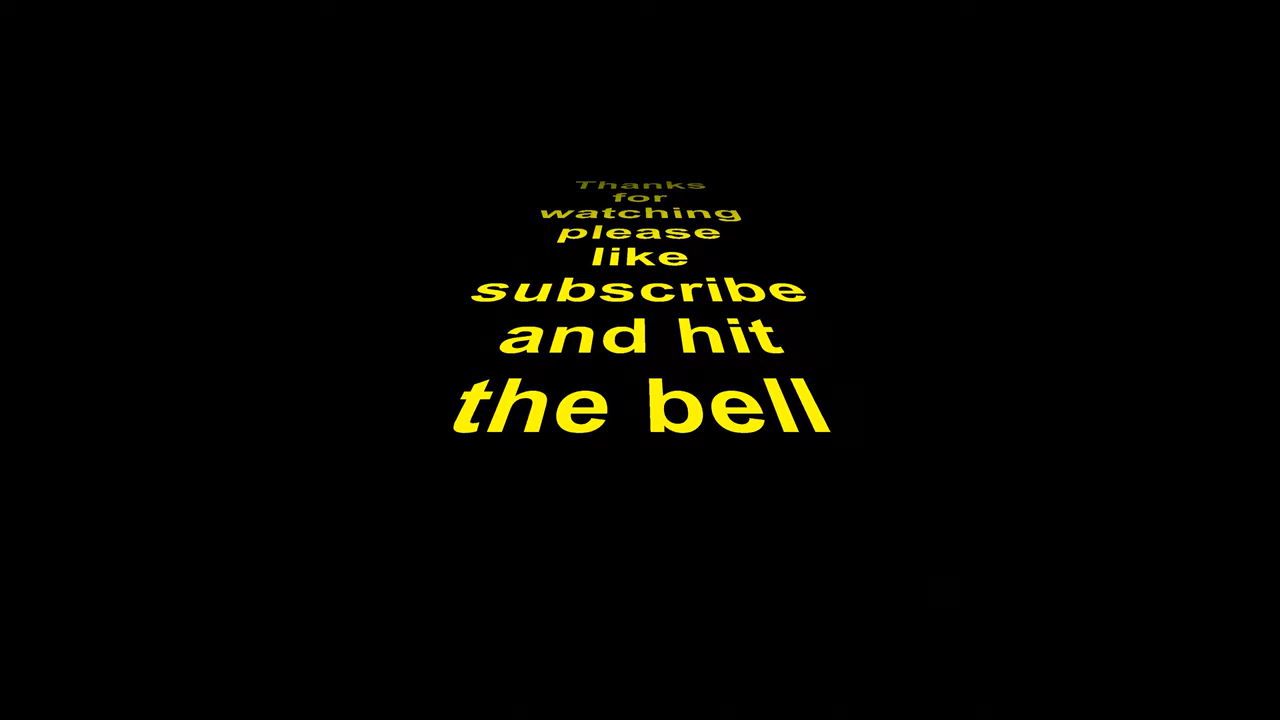 Thanks
for
watching
please
like
subscribe
and hit
the bell